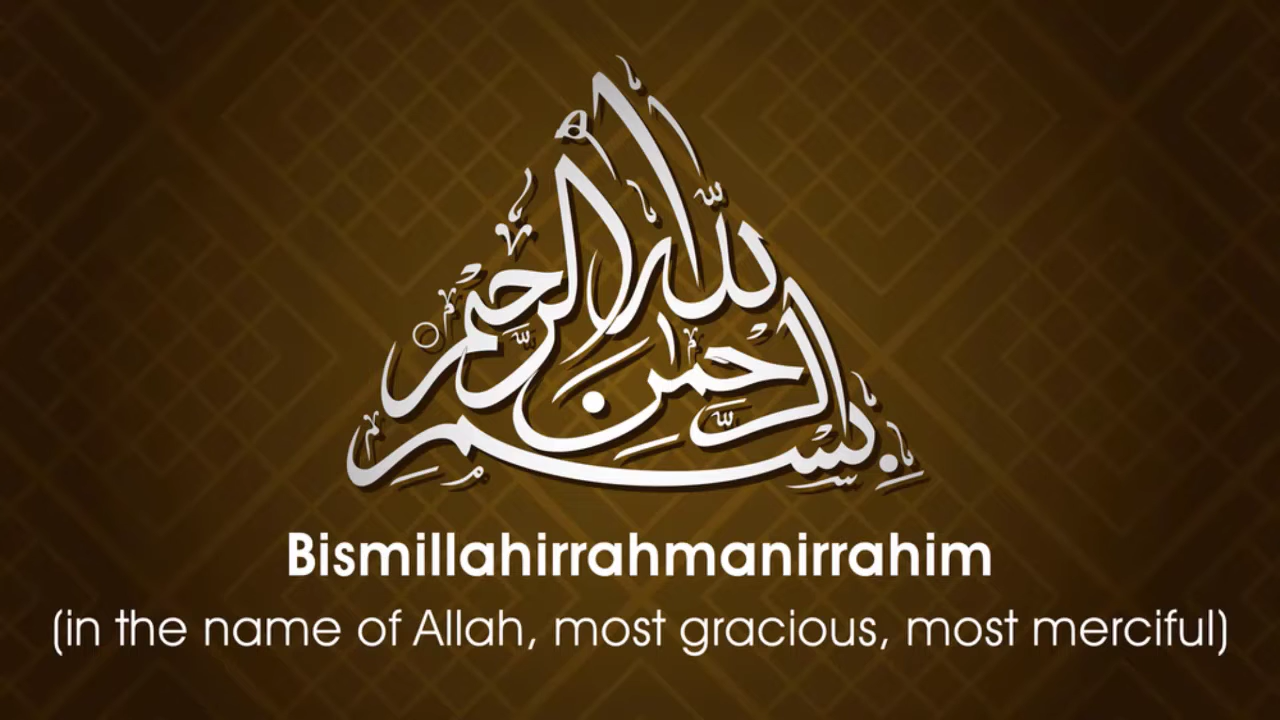 بسم الله الرحمن الرحيم
Bismillahirrahmanirrahim
(in the name of Allah, most gracious, most merciful)